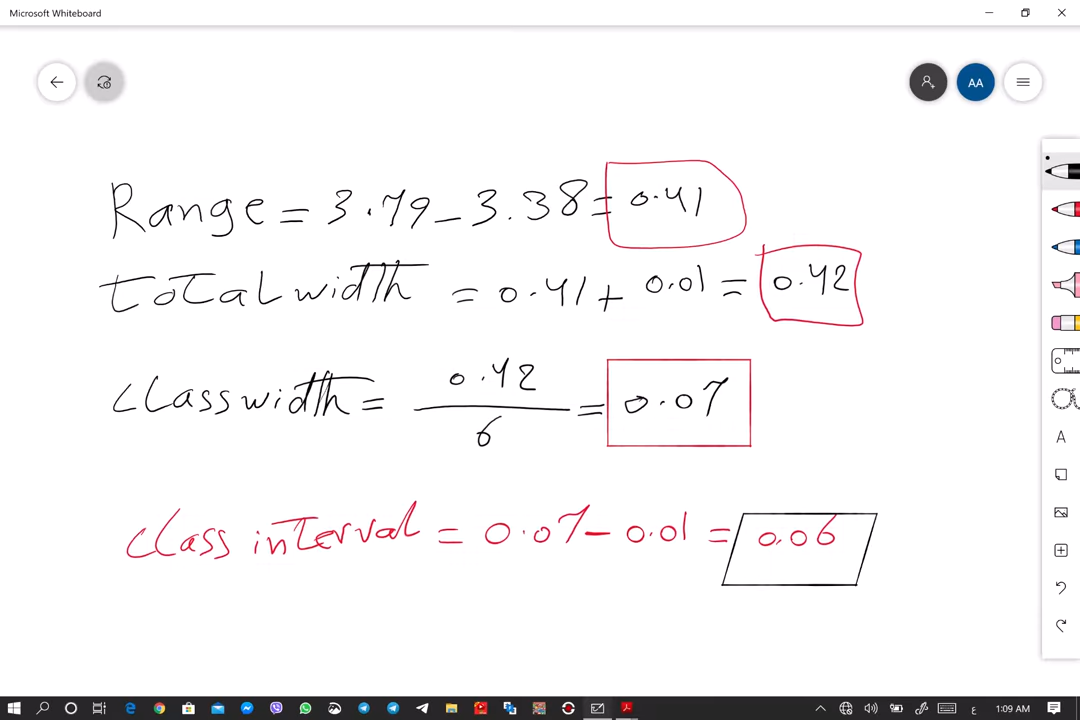 Microsoft Whiteboard
AA
Range = 3.79 - 3.38 = 0.41
total width = 0.41 + 0.01 = 0.42
class width = 0.42 / 6 = 0.07
class interval = 0.07 - 0.01 = 0.06
A
ع
1:09 AM